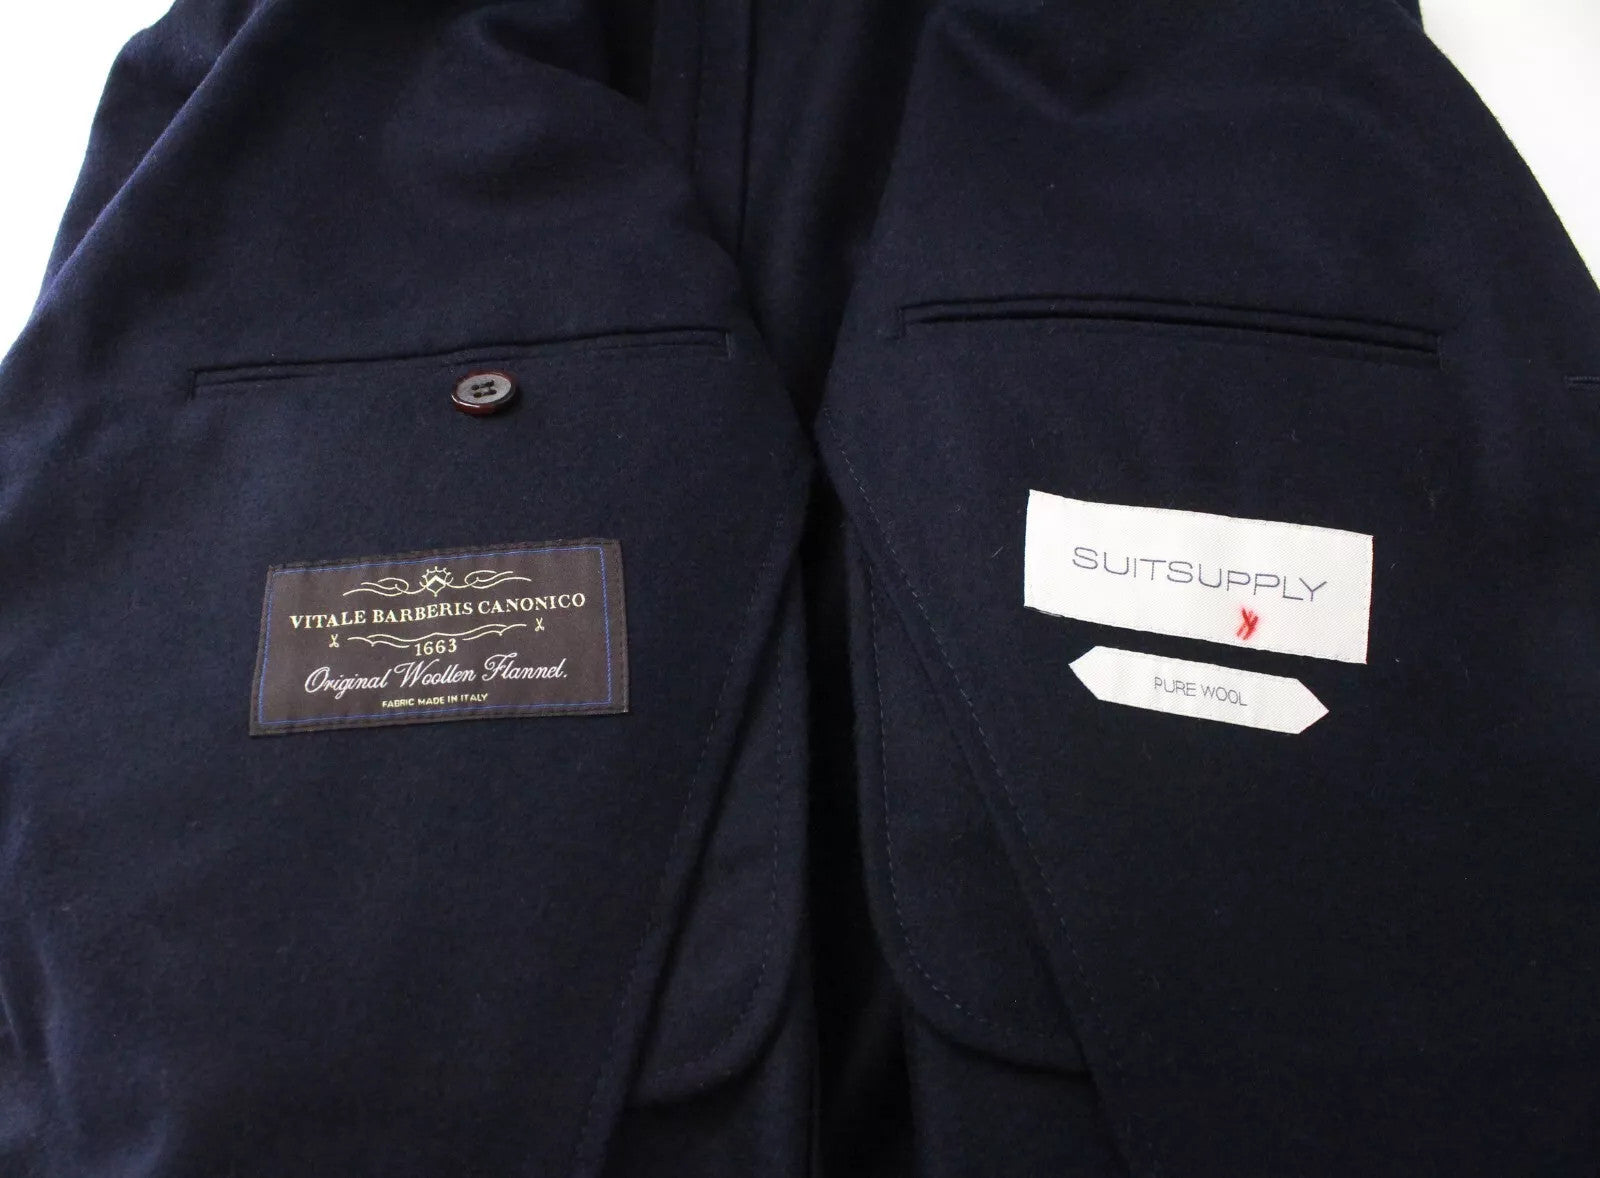 VITALE BARBERIS CANONICO
1663
Original Woollen Flannel.
FABRIC MADE IN ITALY
SUITSUPPLY
PURE WOOL